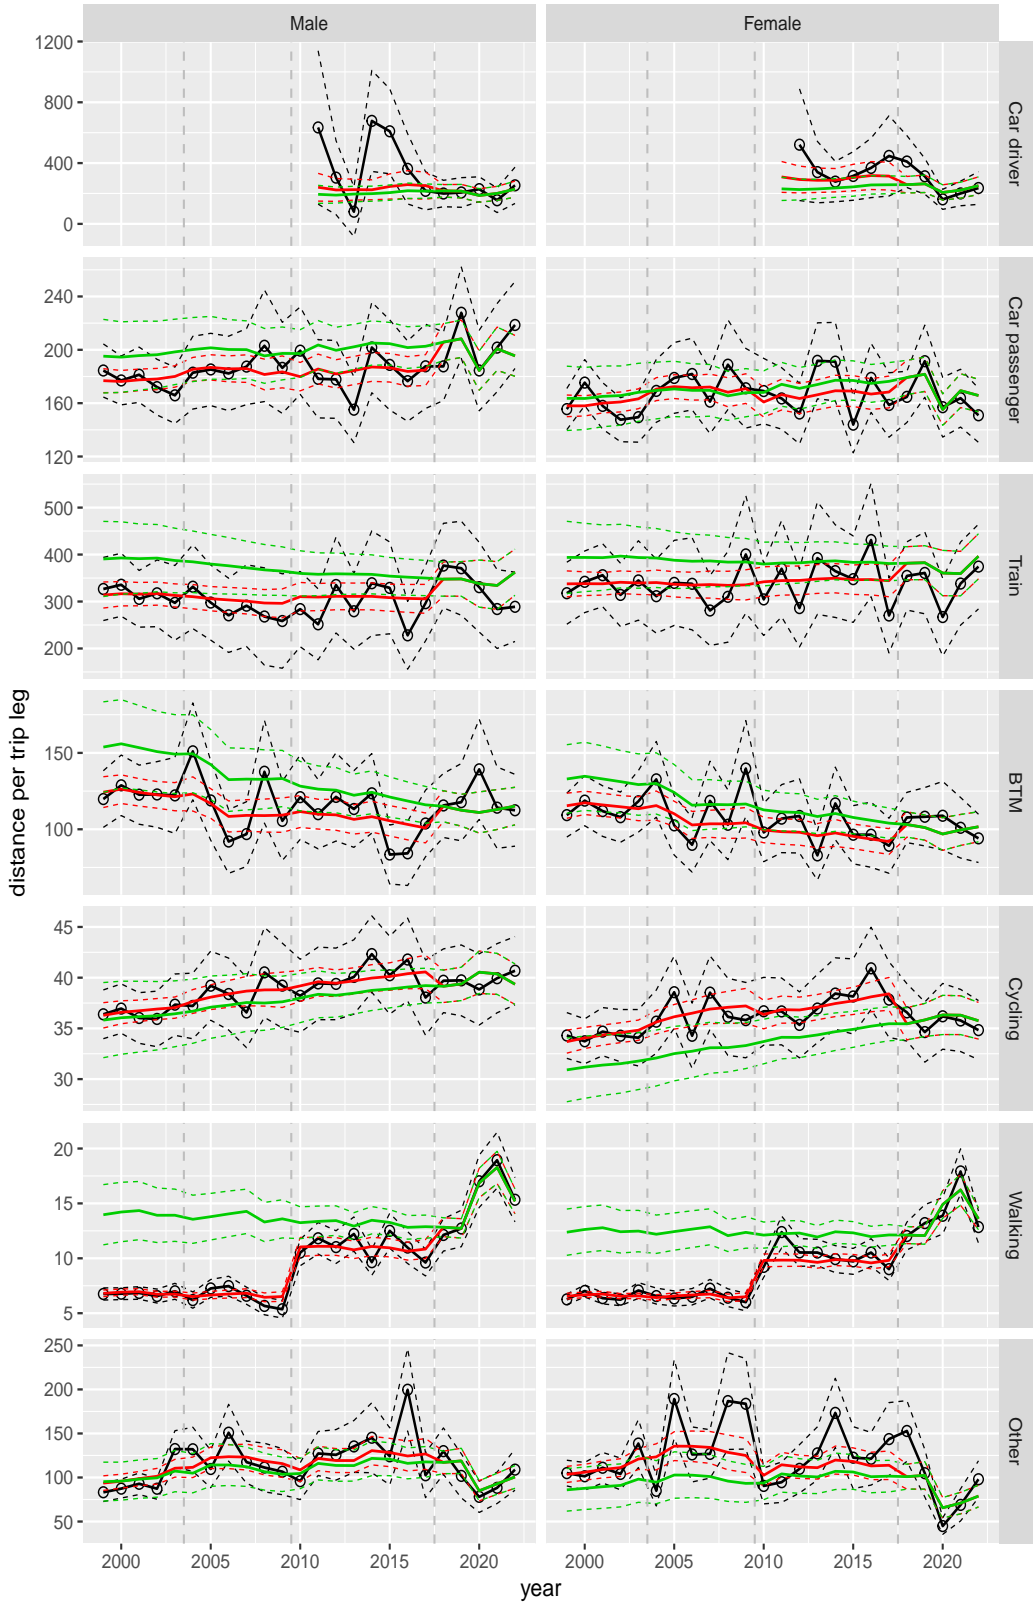 Male
Female
1200
800
400
0
Car driver
240
200
160
120
Car passenger
500
400
300
200
Train
150
100
BTM
45
40
35
30
Cycling
20
15
10
5
Walking
250
200
150
100
50
Other
distance per trip leg
2000 2005 2010 2015 2020 2000 2005 2010 2015 2020
year